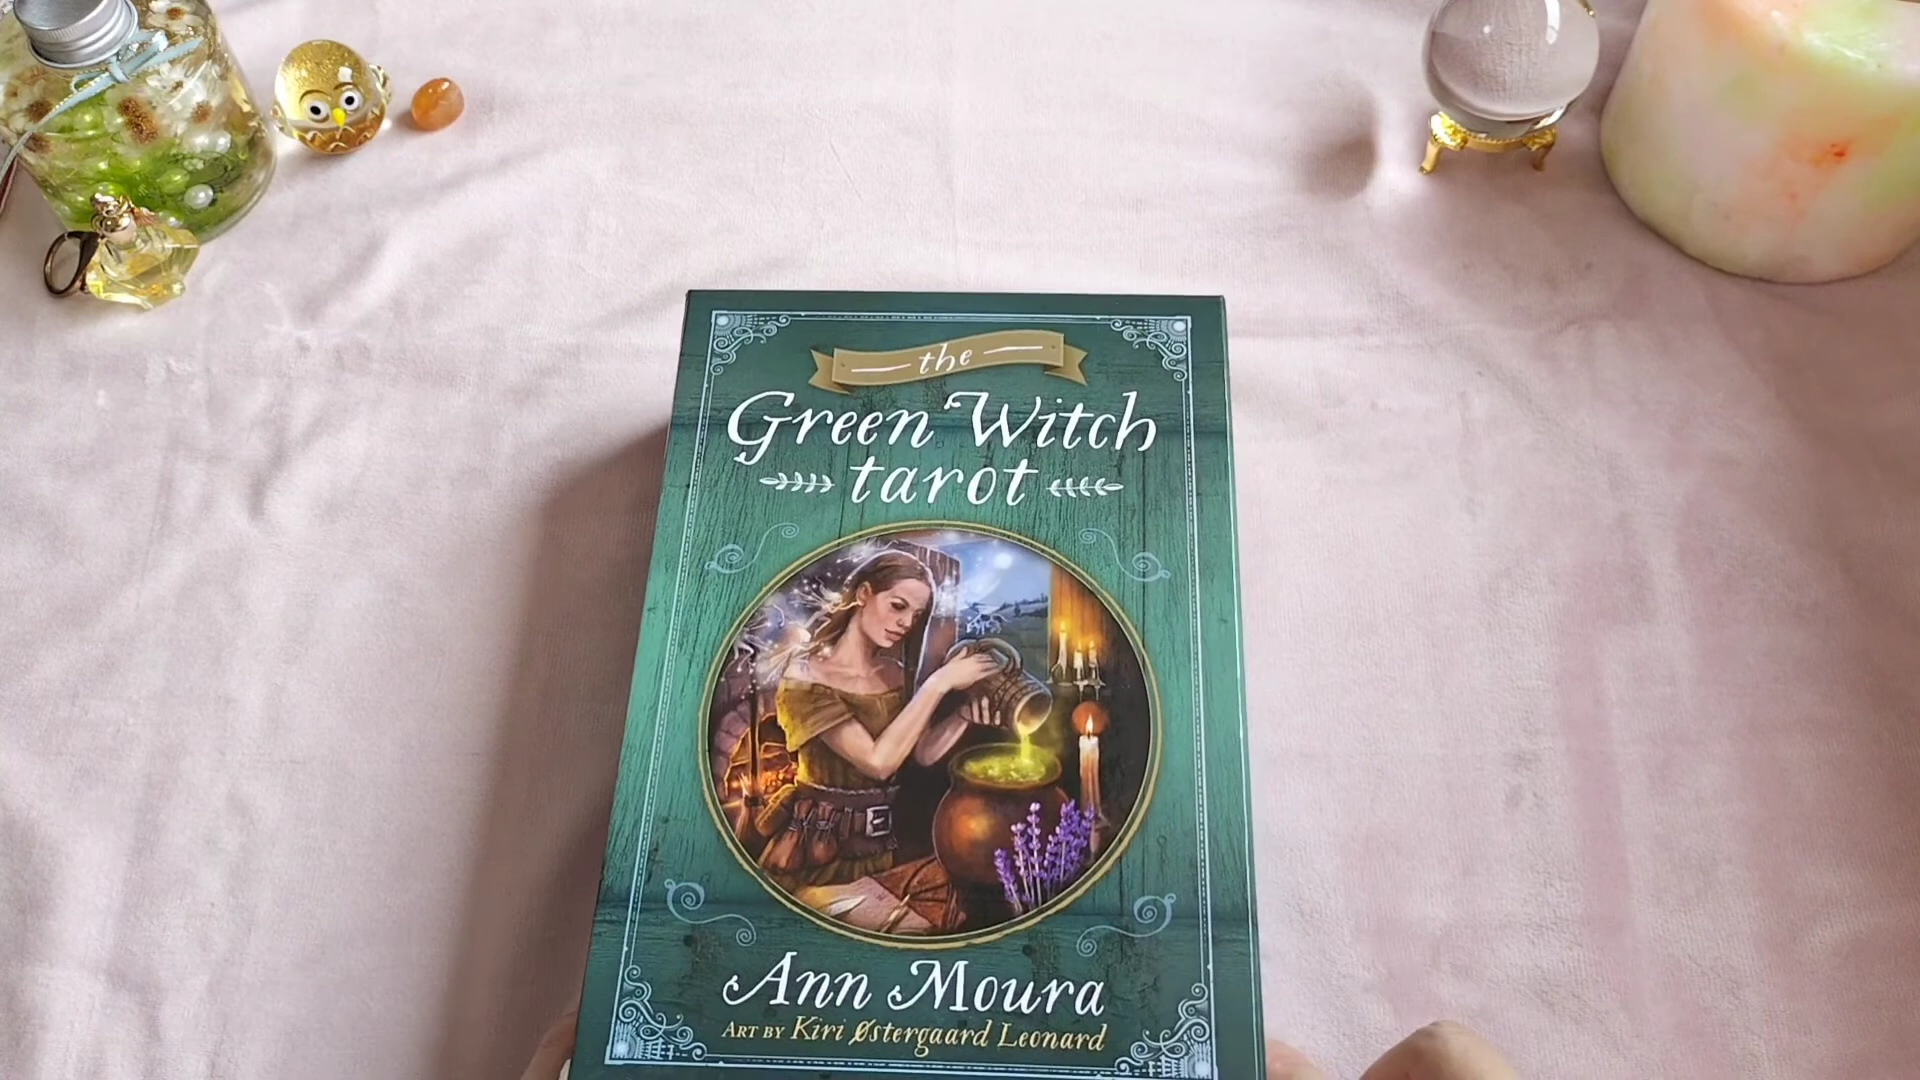 the
Green Witch
tarot
Ann Moura
Art by Kiri Østergaard Leonard